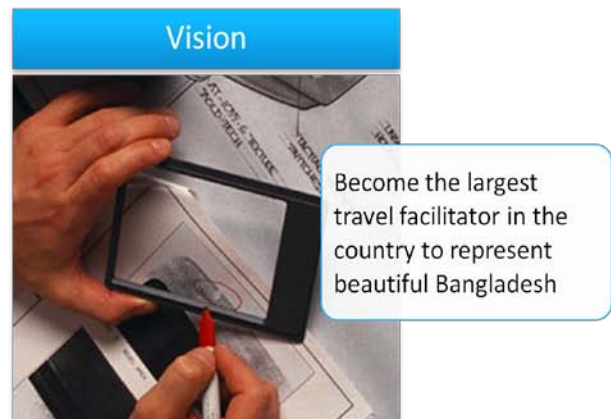 Vision
Become the largest
travel facilitator in the
country to represent
beautiful Bangladesh